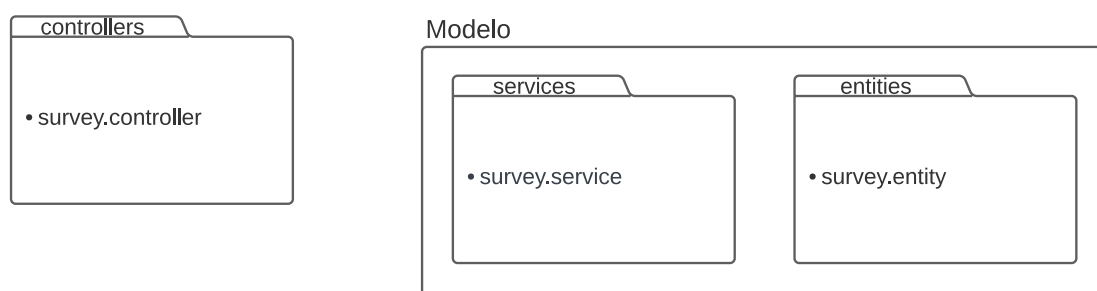 controllers
• survey.controller
Modelo
services
• survey.service
entities
• survey.entity